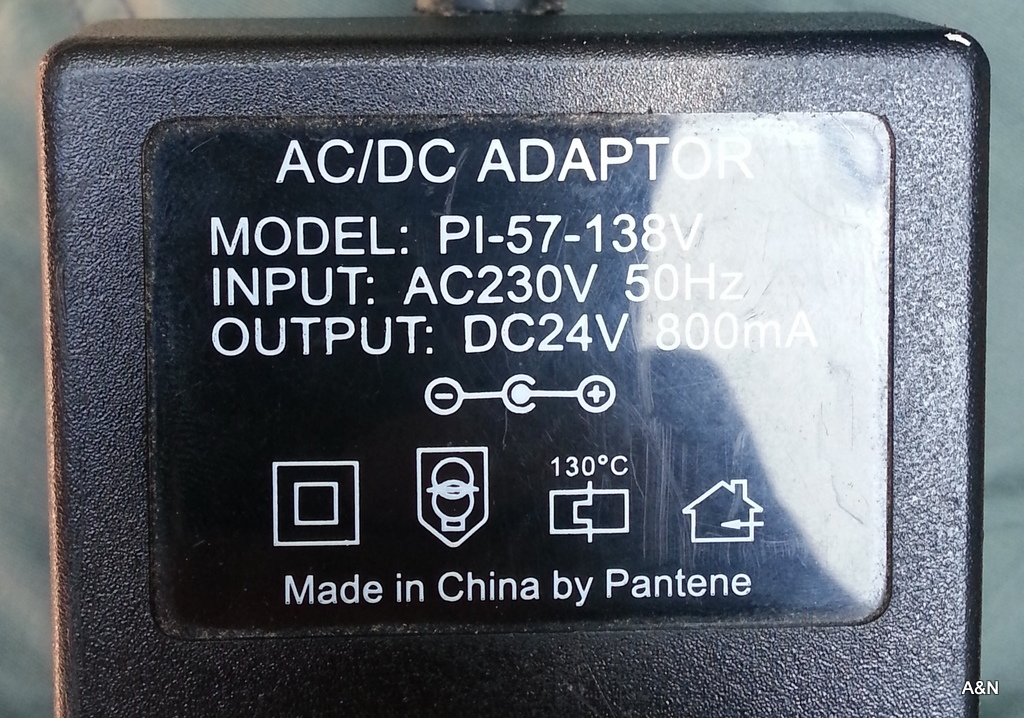 AC/DC ADAPTOR
MODEL: PI-57-138V
INPUT: AC230V 50Hz
OUTPUT: DC24V 800mA
130°C
Made in China by Pantene
A&N